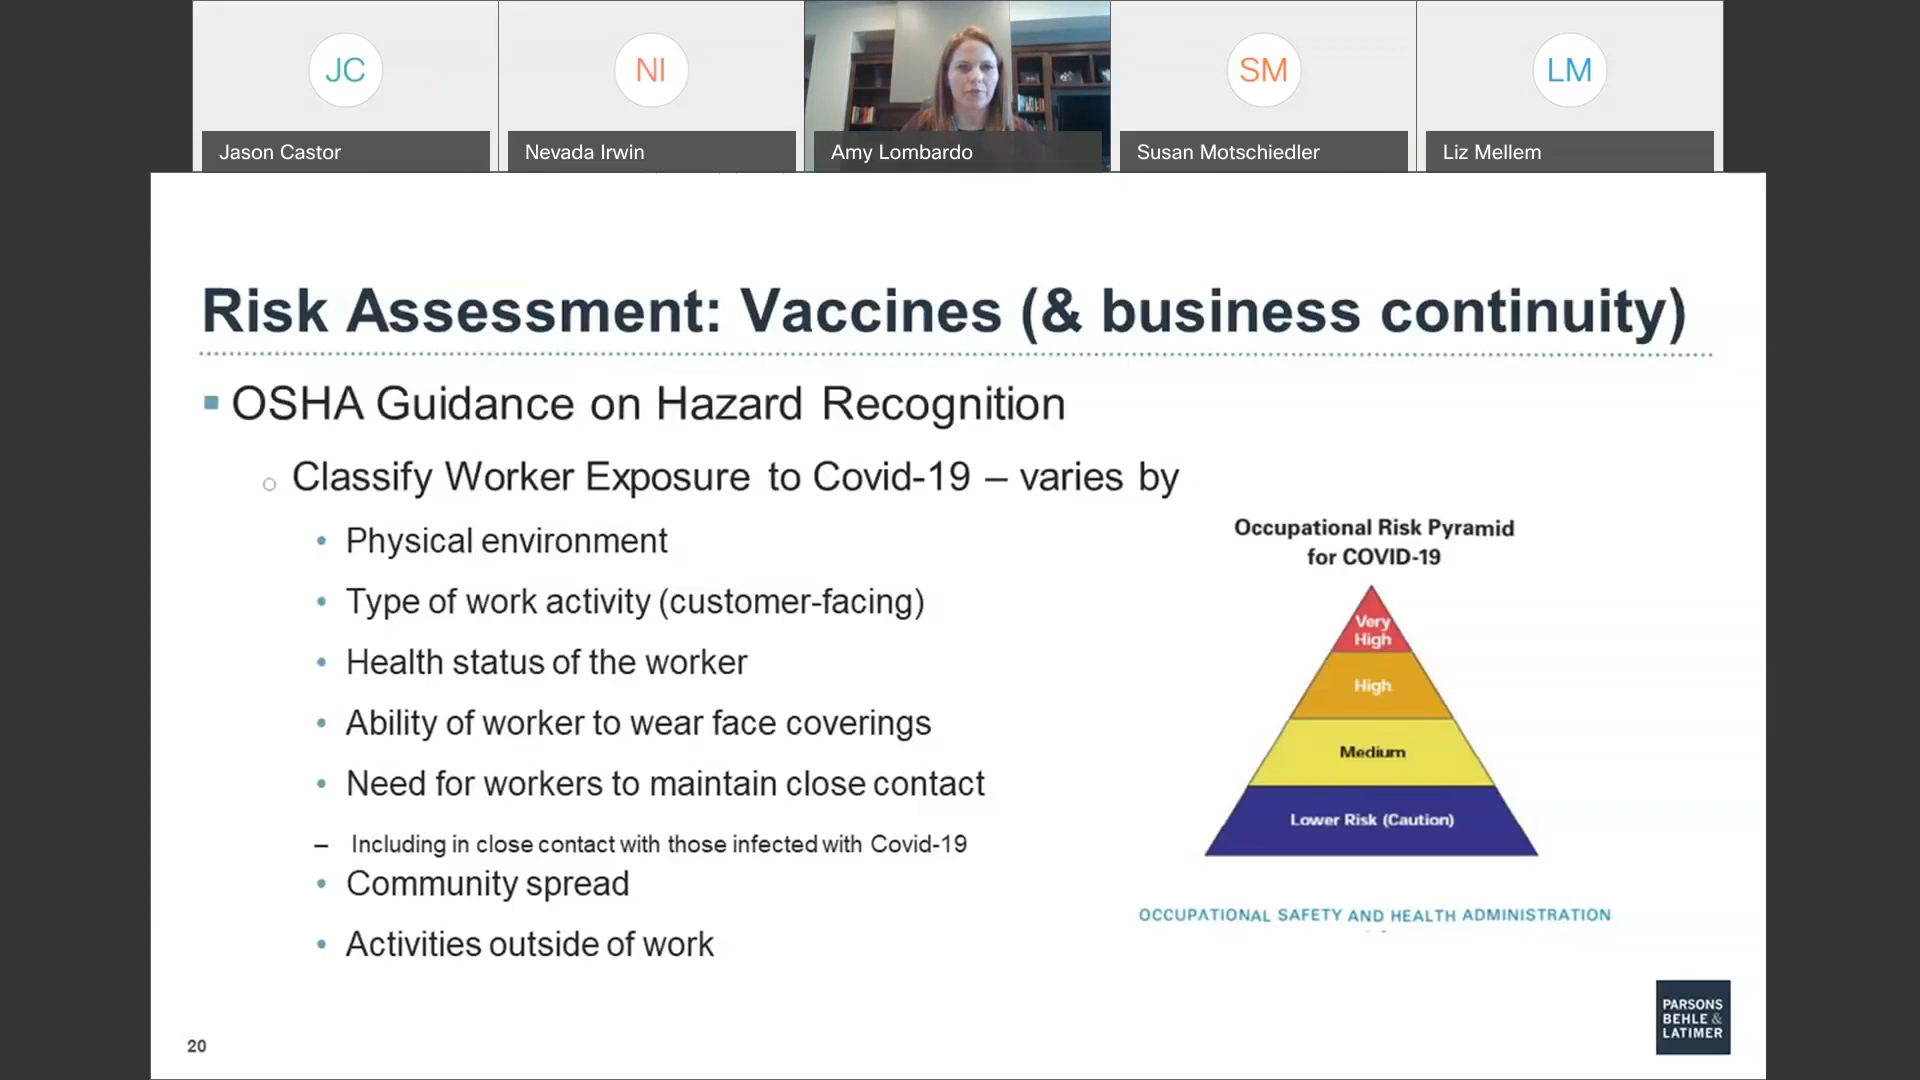 JC
NI
SM
LM
Jason Castor
Nevada Irwin
Amy Lombardo
Susan Motschiedler
Liz Mellem
Risk Assessment: Vaccines (& business continuity)
OSHA Guidance on Hazard Recognition
Classify Worker Exposure to Covid-19 – varies by
Physical environment
Type of work activity (customer-facing)
Health status of the worker
Ability of worker to wear face coverings
Need for workers to maintain close contact
– Including in close contact with those infected with Covid-19
Community spread
Activities outside of work
Occupational Risk Pyramid
for COVID-19
Very
High
High
Medium
Lower Risk (Caution)
OCCUPATIONAL SAFETY AND HEALTH ADMINISTRATION
PARSONS
BEHLE &
LATIMER
20